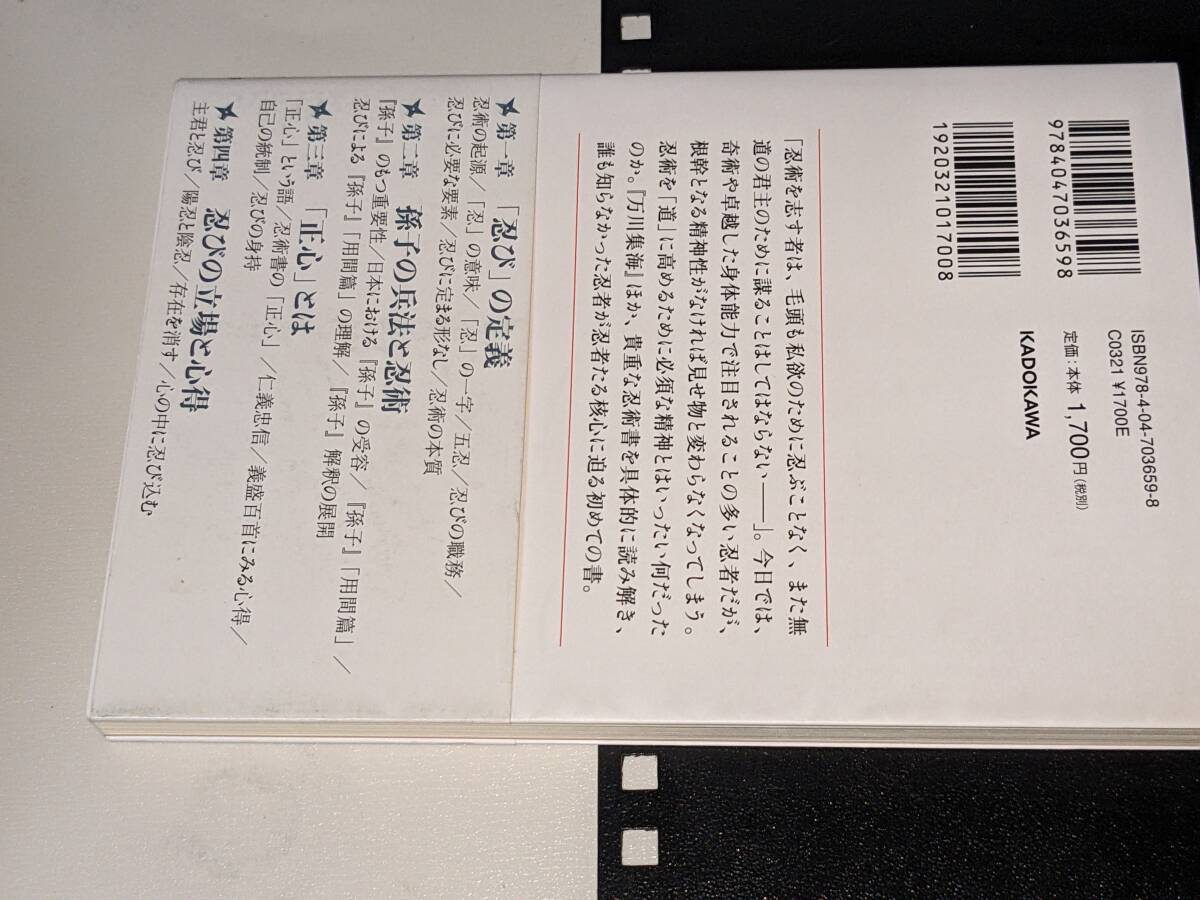 9784047036598
1920321017008
ISBN978-4-04-703659-8
C0321 ¥1700E
定価：本体1,700円(税別)
KADOKAWA
「忍術を志す者は、毛頭も私欲のために忍ぶことなく、また無
道の君主のために謀ることはしてはならない――」。今日では、
奇術や卓越した身体能力で注目されることの多い忍者だが、
根幹となる精神性がなければ見せ物と変わらなくなってしまう。
忍術を「道」に高めるために必須な精神とはいったい何だった
のか。『万川集海』ほか、貴重な忍術書を具体的に読み解き、
誰も知らなかった忍者が忍者たる核心に迫る初めての書。
第一章 「忍び」の定義
忍術の起源／「忍」の意味／「忍」の一字／五忍／忍びの職務／
忍びに必要な要素／忍びに定まる形なし／忍術の本質
第二章 孫子の兵法と忍術
『孫子』のもつ重要性／日本における『孫子』の受容／『孫子』「用間篇」／
忍びによる『孫子』「用間篇」の理解／『孫子』解釈の展開
第三章 「正心」とは
「正心」という語／忍術書の「正心」／仁義忠信／義盛百首にみる心得／
自己の統制／忍びの身持
第四章 忍びの立場と心得
主君と忍び／陽忍と陰忍／存在を消す／心の中に忍び込む